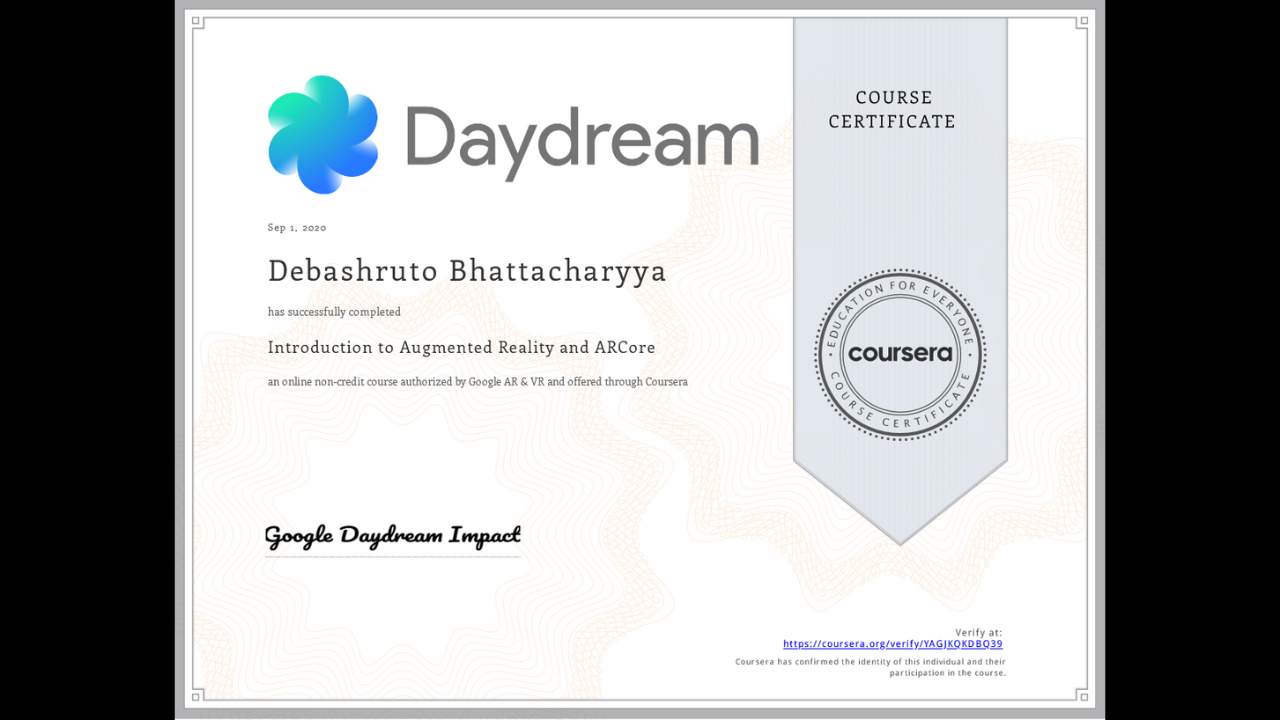 Daydream
COURSE
CERTIFICATE
Sep 1, 2020
Debashruto Bhattacharyya
has successfully completed
Introduction to Augmented Reality and ARCore
an online non-credit course authorized by Google AR & VR and offered through Coursera
EDUCATION FOR EVERYONE
coursera
COURSE CERTIFICATE
Google Daydream Impact
Verify at:
https://coursera.org/verify/YAGJKQKDBQ39
Coursera has confirmed the identity of this individual and their
participation in the course.